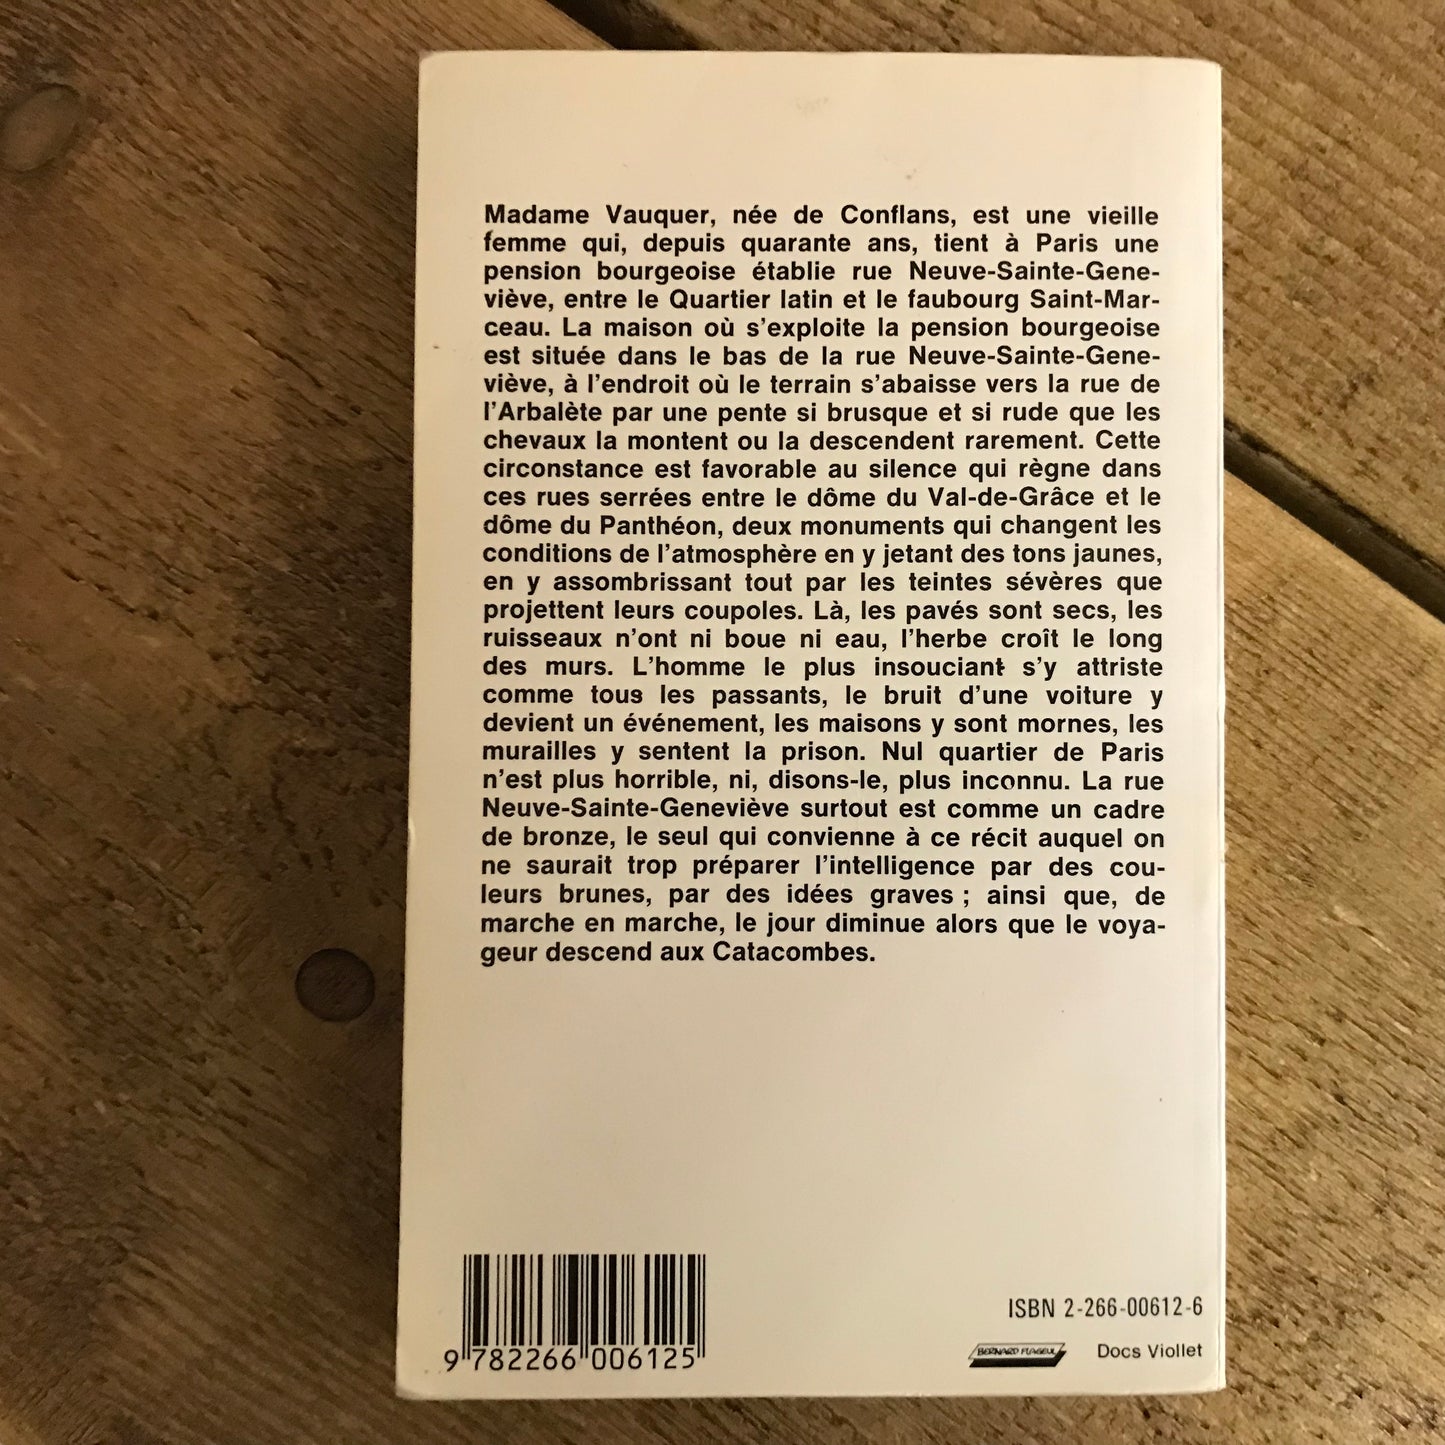 Madame Vauquer, née de Conflans, est une vieille
femme qui, depuis quarante ans, tient à Paris une
pension bourgeoise établie rue Neuve-Sainte-Gene-
viève, entre le Quartier latin et le faubourg Saint-Mar-
ceau. La maison où s'exploite la pension bourgeoise
est située dans le bas de la rue Neuve-Sainte-Gene-
viève, à l'endroit où le terrain s'abaisse vers la rue de
l'Arbalète par une pente si brusque et si rude que les
chevaux la montent ou la descendent rarement. Cette
circonstance est favorable au silence qui règne dans
ces rues serrées entre le dôme du Val-de-Grâce et le
dôme du Panthéon, deux monuments qui changent les
conditions de l'atmosphère en y jetant des tons jaunes,
en y assombrissant tout par les teintes sévères que
projettent leurs coupoles. Là, les pavés sont secs, les
ruisseaux n'ont ni boue ni eau, l'herbe croît le long
des murs. L'homme le plus insouciant s'y attriste
comme tous les passants, le bruit d'une voiture y
devient un événement, les maisons y sont mornes, les
murailles y sentent la prison. Nul quartier de Paris
n'est plus horrible, ni, disons-le, plus inconnu. La rue
Neuve-Sainte-Geneviève surtout est comme un cadre
de bronze, le seul qui convienne à ce récit auquel on
ne saurait trop préparer l'intelligence par des cou-
leurs brunes, par des idées graves ; ainsi que, de
marche en marche, le jour diminue alors que le voya-
geur descend aux Catacombes.
ISBN 2-266-00612-6
BERNARD FLAGEUL Docs Viollet
9 782266 006125